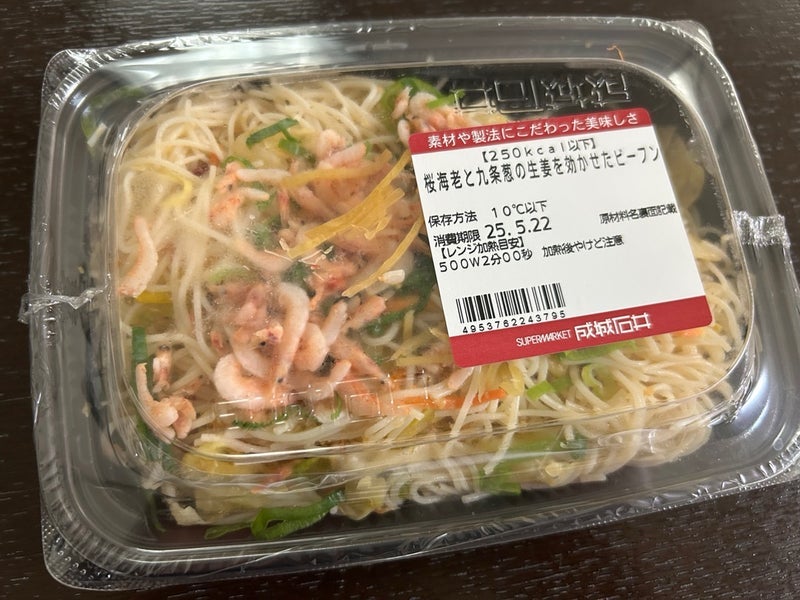 成城石井
素材や製法にこだわった美味しさ
【250kcal以下】
桜海老と九条葱の生姜を効かせたビーフン
保存方法 10℃以下 原材料名裏面記載
消費期限 25.5.22
【レンジ加熱目安】
500W2分00秒 加熱後やけど注意
4953762243795
SUPERMARKET 成城石井